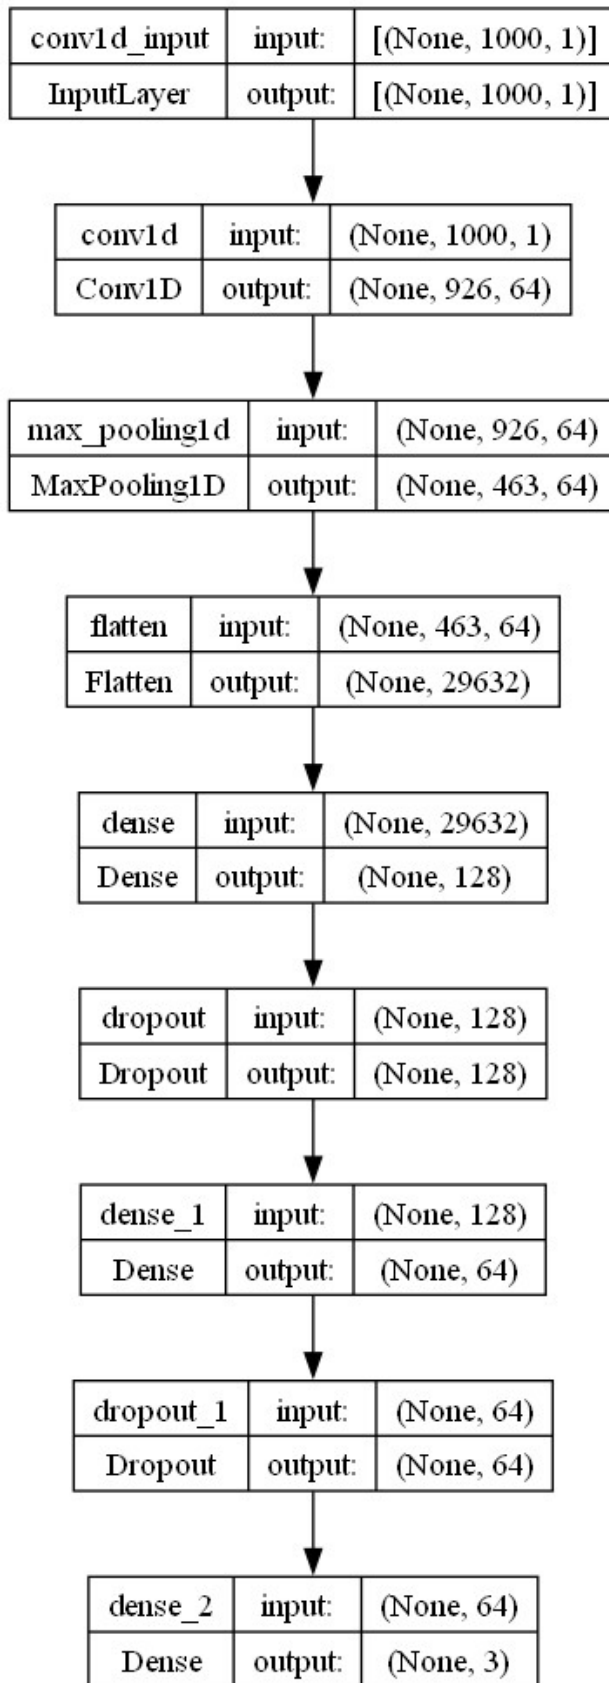 conv1d_input input: [(None, 1000, 1)]
InputLayer output: [(None, 1000, 1)]
conv1d input: (None, 1000, 1)
Conv1D output: (None, 926, 64)
max_pooling1d input: (None, 926, 64)
MaxPooling1D output: (None, 463, 64)
flatten input: (None, 463, 64)
Flatten output: (None, 29632)
dense input: (None, 29632)
Dense output: (None, 128)
dropout input: (None, 128)
Dropout output: (None, 128)
dense_1 input: (None, 128)
Dense output: (None, 64)
dropout_1 input: (None, 64)
Dropout output: (None, 64)
dense_2 input: (None, 64)
Dense output: (None, 3)